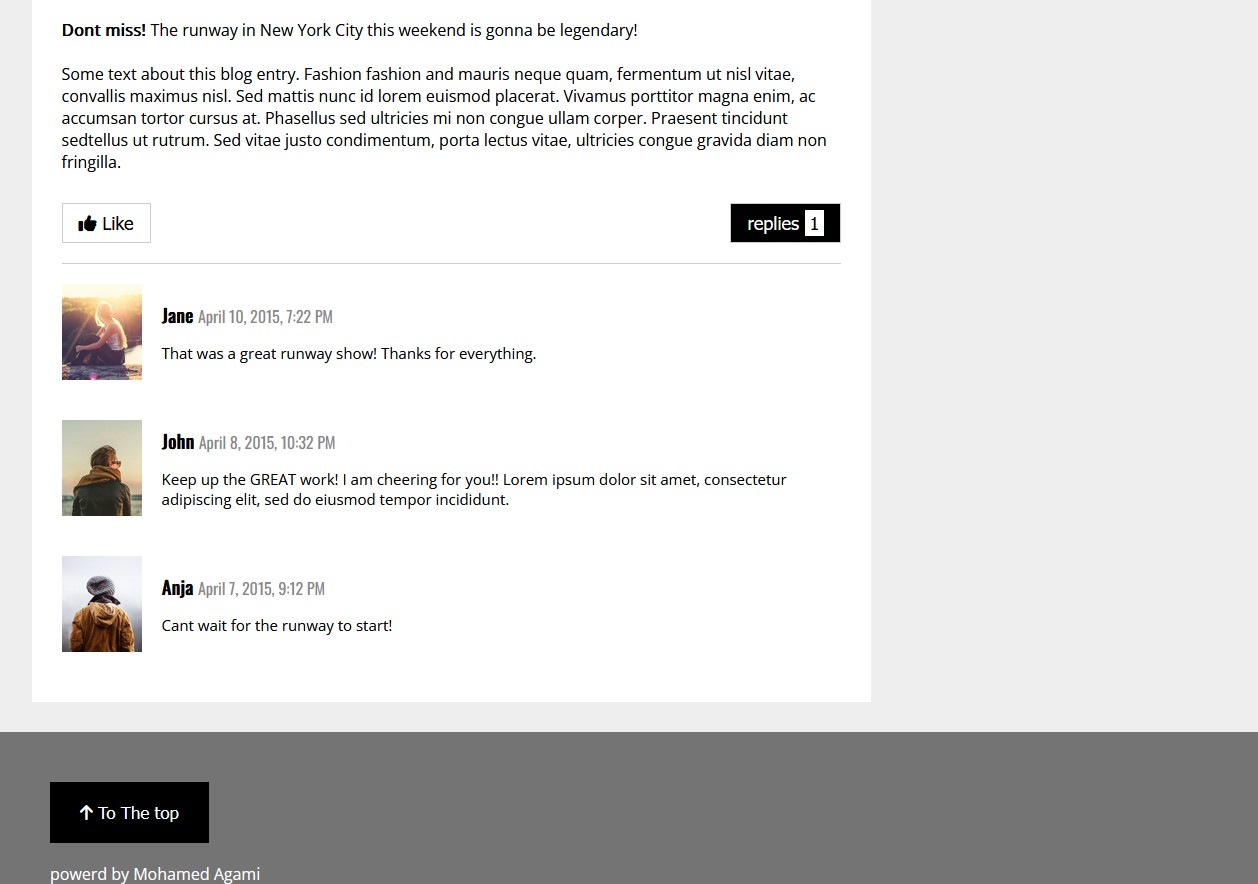 Dont miss! The runway in New York City this weekend is gonna be legendary!
Some text about this blog entry. Fashion fashion and mauris neque quam, fermentum ut nisl vitae,
convallis maximus nisl. Sed mattis nunc id lorem euismod placerat. Vivamus porttitor magna enim, ac
accumsan tortor cursus at. Phasellus sed ultricies mi non congue ullam corper. Praesent tincidunt
sedtellus ut rutrum. Sed vitae justo condimentum, porta lectus vitae, ultricies congue gravida diam non
fringilla.
Like
replies 1
Jane April 10, 2015, 7:22 PM
That was a great runway show! Thanks for everything.
John April 8, 2015, 10:32 PM
Keep up the GREAT work! I am cheering for you!! Lorem ipsum dolor sit amet, consectetur
adipiscing elit, sed do eiusmod tempor incididunt.
Anja April 7, 2015, 9:12 PM
Cant wait for the runway to start!
To The top
powerd by Mohamed Agami